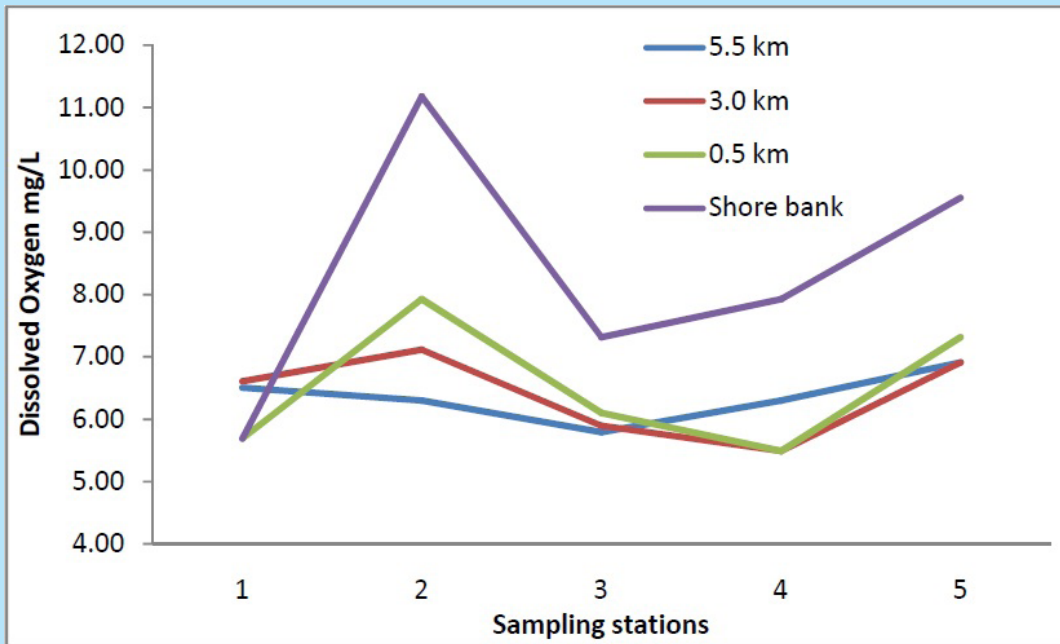 12.00
11.00
10.00
9.00
8.00
7.00
6.00
5.00
4.00
Dissolved Oxygen mg/L
5.5 km
3.0 km
0.5 km
Shore bank
1 2 3 4 5
Sampling stations